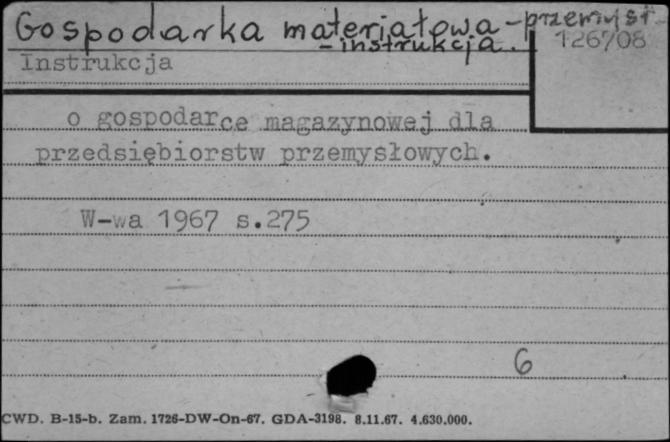 Gospodarka materiałowa - przemysł -
- instrukcja.
126708
Instrukcja
o gospodarce magazynowej dla
przedsiębiorstw przemysłowych.
W-wa 1967 s.275
6
CWD. B-15-b. Zam. 1726-DW-On-67. GDA-3198. 8.11.67. 4.630.000.